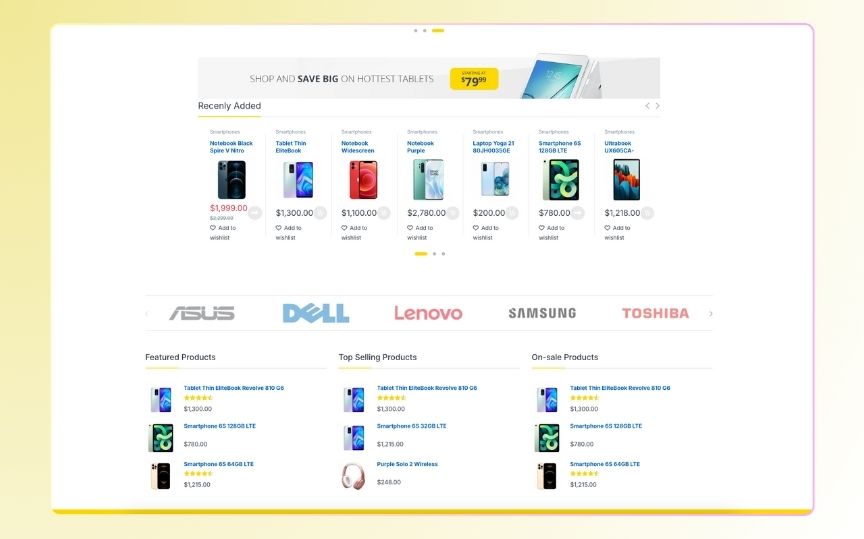 SHOP AND SAVE BIG ON HOTTEST TABLETS
STARTING AT
$79⁹⁹
Recenly Added
Smartphones
Notebook Black
Spire V Nitro
$1,999.00
$2,299.00
Add to
wishlist
Smartphones
Tablet Thin
EliteBook
$1,300.00
Add to
wishlist
Smartphones
Notebook
Widescreen
$1,100.00
Add to
wishlist
Smartphones
Notebook
Purple
$2,780.00
Add to
wishlist
Smartphones
Laptop Yoga 21
80JH0035GE
$200.00
Add to
wishlist
Smartphones
Smartphone 6S
128GB LTE
$780.00
Add to
wishlist
Smartphones
Ultrabook
UX605CA-
$1,218.00
Add to
wishlist
ASUS
DELL
Lenovo
SAMSUNG
TOSHIBA
Featured Products
Tablet Thin EliteBook Revolve 810 G6
$1,300.00
Smartphone 6S 128GB LTE
$780.00
Smartphone 6S 64GB LTE
$1,215.00
Top Selling Products
Tablet Thin EliteBook Revolve 810 G6
$1,300.00
Smartphone 6S 32GB LTE
$1,215.00
Purple Solo 2 Wireless
$248.00
On-sale Products
Tablet Thin EliteBook Revolve 810 G6
$1,300.00
Smartphone 6S 128GB LTE
$780.00
Smartphone 6S 64GB LTE
$1,215.00